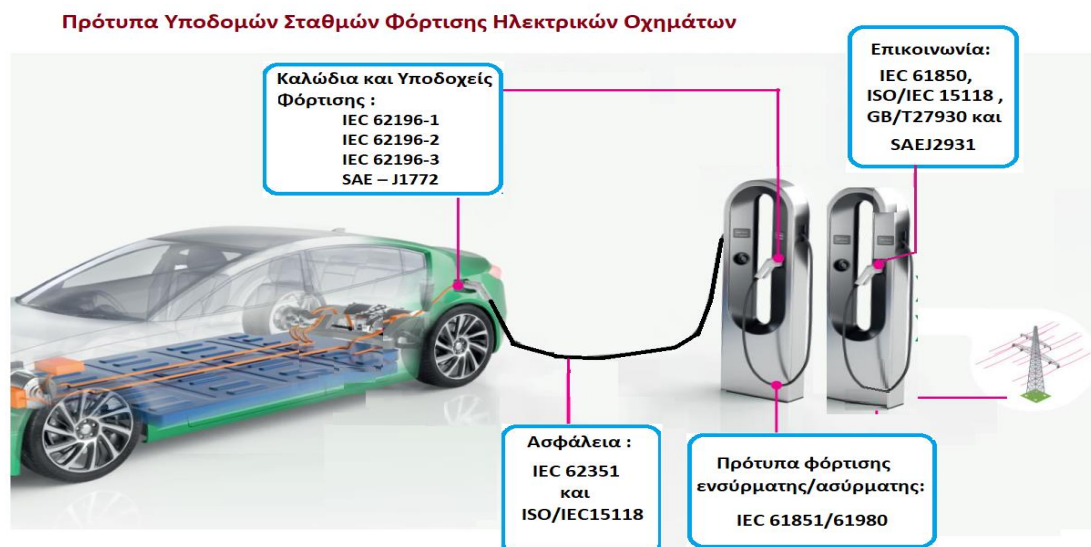 Πρότυπα Υποδομών Σταθμών Φόρτισης Ηλεκτρικών Οχημάτων
Καλώδια και Υποδοχείς
Φόρτισης :
IEC 62196-1
IEC 62196-2
IEC 62196-3
SAE – J1772
Επικοινωνία:
IEC 61850,
ISO/IEC 15118 ,
GB/T27930 και
SAEJ2931
Ασφάλεια :
IEC 62351
και
ISO/IEC15118
Πρότυπα φόρτισης
ενσύρματης/ασύρματης:
IEC 61851/61980